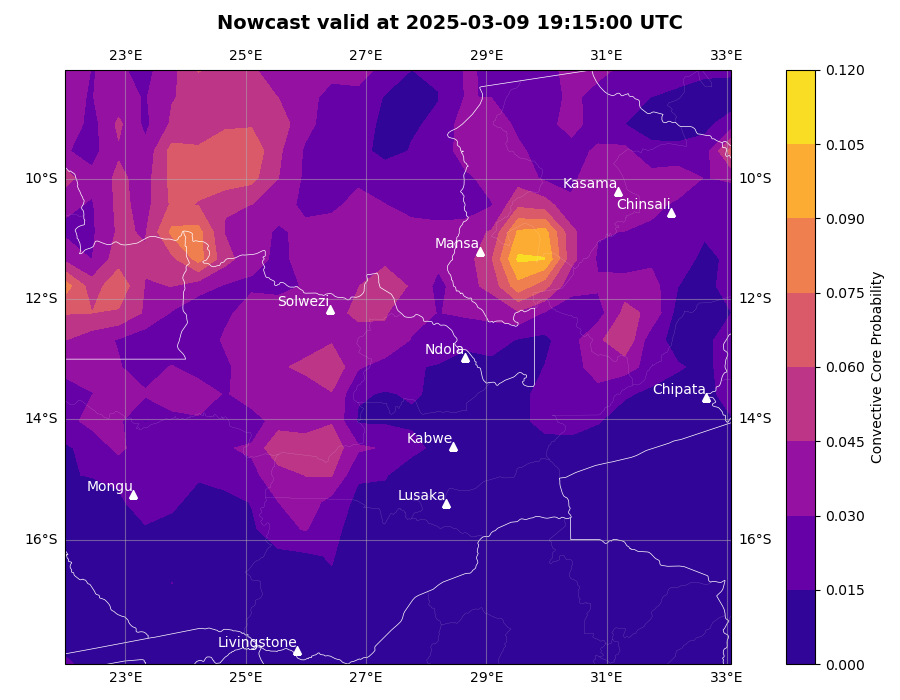 Nowcast valid at 2025-03-09 19:15:00 UTC
23°E 25°E 27°E 29°E 31°E 33°E
0.120
0.105
10°S Kasama 10°S
Chinsali
0.090
Mansa
12°S 12°S
0.075
Solwezi
Ndola
0.060
Chipata
14°S 14°S
0.045
Kabwe
Mongu
Lusaka
0.030
16°S 16°S
0.015
Livingstone
0.000
23°E 25°E 27°E 29°E 31°E 33°E
Convective Core Probability